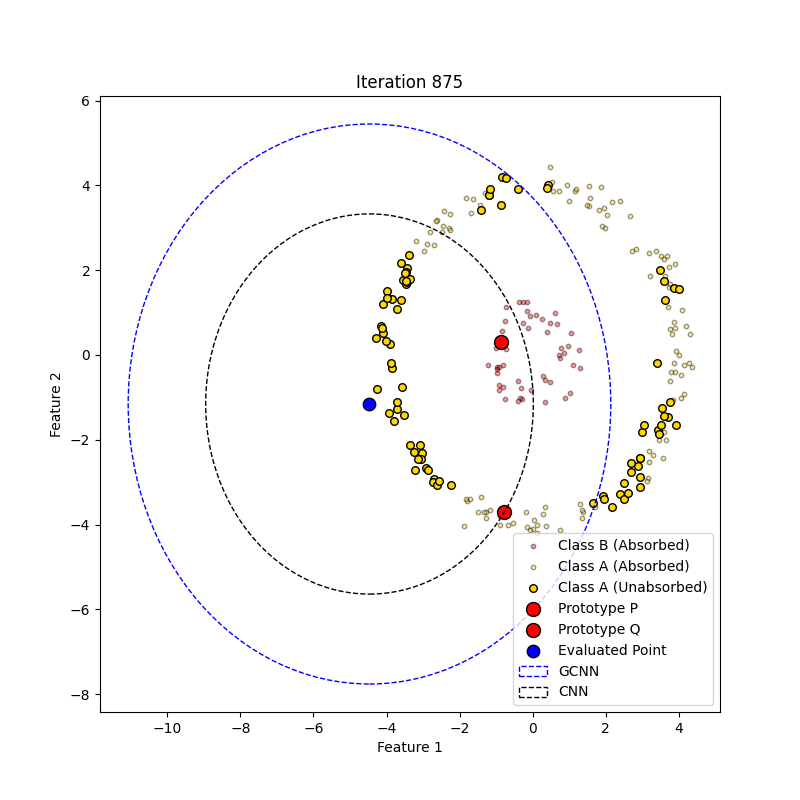 Iteration 875
6
4
2
0
−2
−4
−6
−8
Feature 2
−10
−8
−6
−4
−2
0
2
4
Feature 1
Class B (Absorbed)
Class A (Absorbed)
Class A (Unabsorbed)
Prototype P
Prototype Q
Evaluated Point
GCNN
CNN